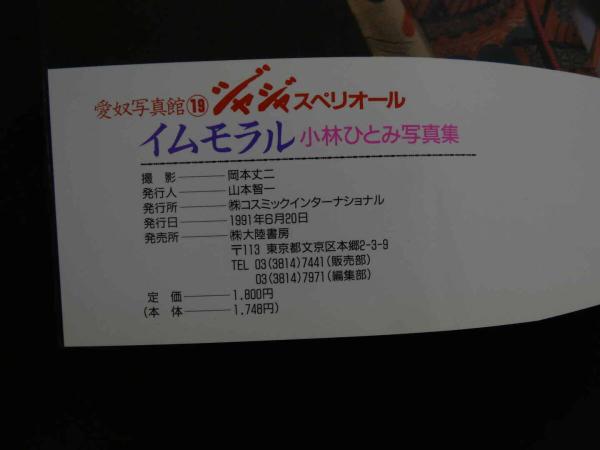 愛奴写真館⑲ジャジャスペリオール
イムモラル小林ひとみ写真集
撮 影――岡本丈二
発行人――山本智一
発行所――㈱コスミックインターナショナル
発行日――1991年6月20日
発売所――㈱大陸書房
〒113 東京都文京区本郷2-3-9
TEL 03(3814)7441(販売部)
03(3814)7971(編集部)
定 価――1,800円
(本 体――1,748円)